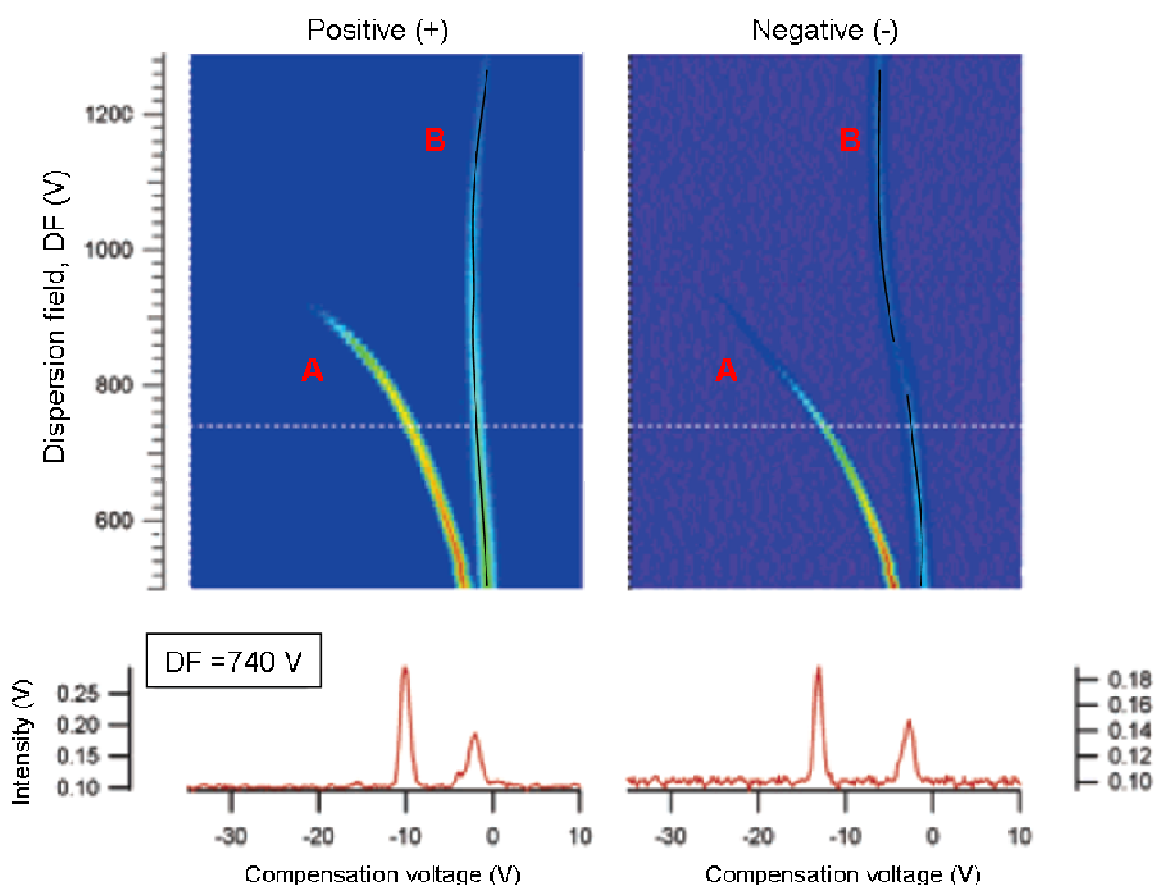 Positive (+)
Negative (-)
Dispersion field, DF (V)
1200
1000
800
600
B
A
B
A
DF =740 V
Intensity (V)
0.25
0.20
0.15
0.10
0.18
0.16
0.14
0.12
0.10
-30 -20 -10 0 10
-30 -20 -10 0 10
Compensation voltage (V)
Compensation voltage (V)